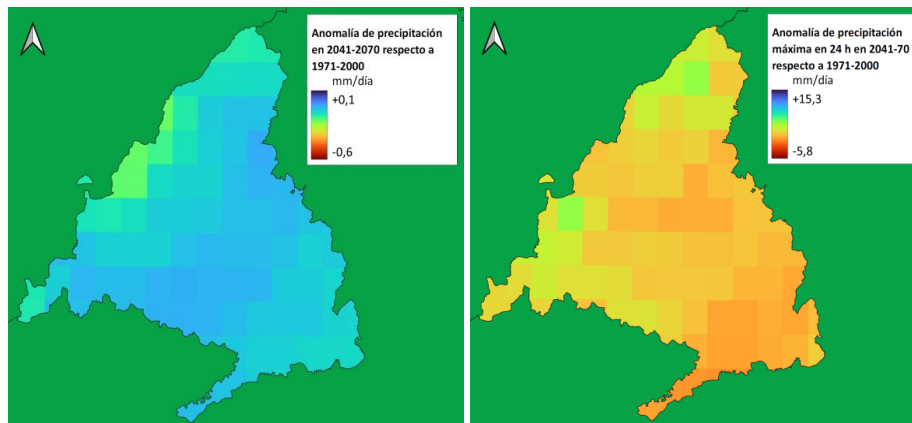 Anomalía de precipitación
en 2041-2070 respecto a
1971-2000
mm/día
+0,1
-0,6
Anomalía de precipitación
máxima en 24 h en 2041-70
respecto a 1971-2000
mm/día
+15,3
-5,8